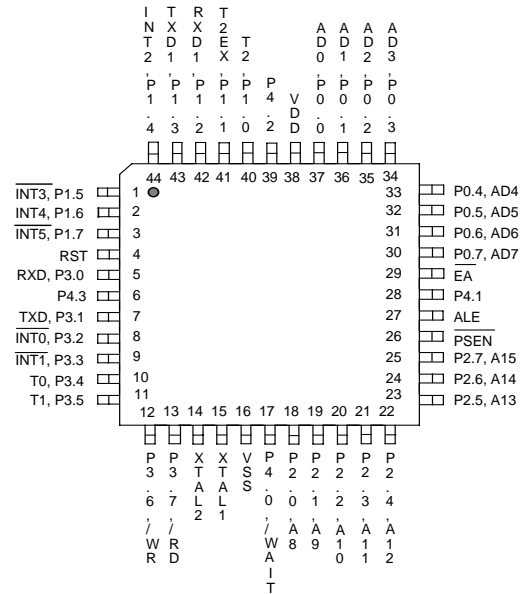 INT2, P1.4
TXD1, P1.3
RXD1, P1.2
T2EX, P1.1
T2, P1.0
P4.2
VDD
AD0, P0.0
AD1, P0.1
AD2, P0.2
AD3, P0.3
44 43 42 41 40 39 38 37 36 35 34
INT3, P1.5 1
INT4, P1.6 2
INT5, P1.7 3
RST 4
RXD, P3.0 5
P4.3 6
TXD, P3.1 7
INT0, P3.2 8
INT1, P3.3 9
T0, P3.4 10
T1, P3.5 11
33 P0.4, AD4
32 P0.5, AD5
31 P0.6, AD6
30 P0.7, AD7
29 EA
28 P4.1
27 ALE
26 PSEN
25 P2.7, A15
24 P2.6, A14
23 P2.5, A13
12 13 14 15 16 17 18 19 20 21 22
P3.6, /WR
P3.7, /RD
XTAL2
XTAL1
VSS
P4.0, /WAIT
P2.0, A8
P2.1, A9
P2.2, A10
P2.3, A11
P2.4, A12